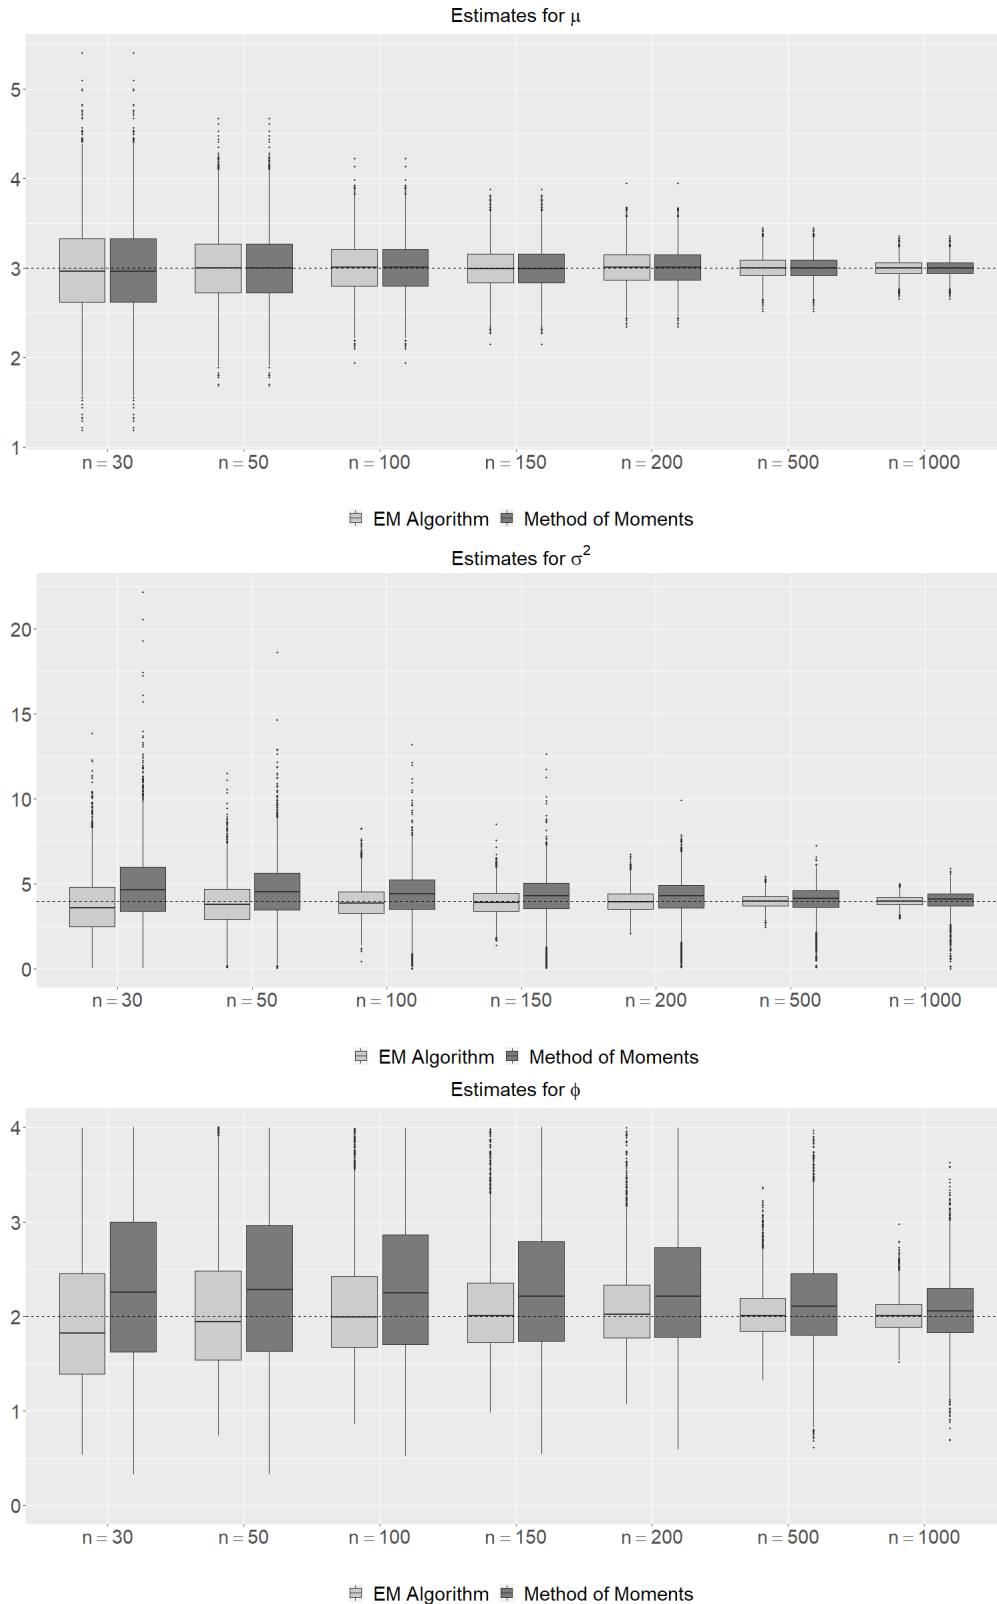 Estimates for μ
5
4
3
2
1
n = 30 n = 50 n = 100 n = 150 n = 200 n = 500 n = 1000
EM Algorithm Method of Moments
Estimates for σ²
20
15
10
5
0
n = 30 n = 50 n = 100 n = 150 n = 200 n = 500 n = 1000
EM Algorithm Method of Moments
Estimates for ϕ
4
3
2
1
0
n = 30 n = 50 n = 100 n = 150 n = 200 n = 500 n = 1000
EM Algorithm Method of Moments